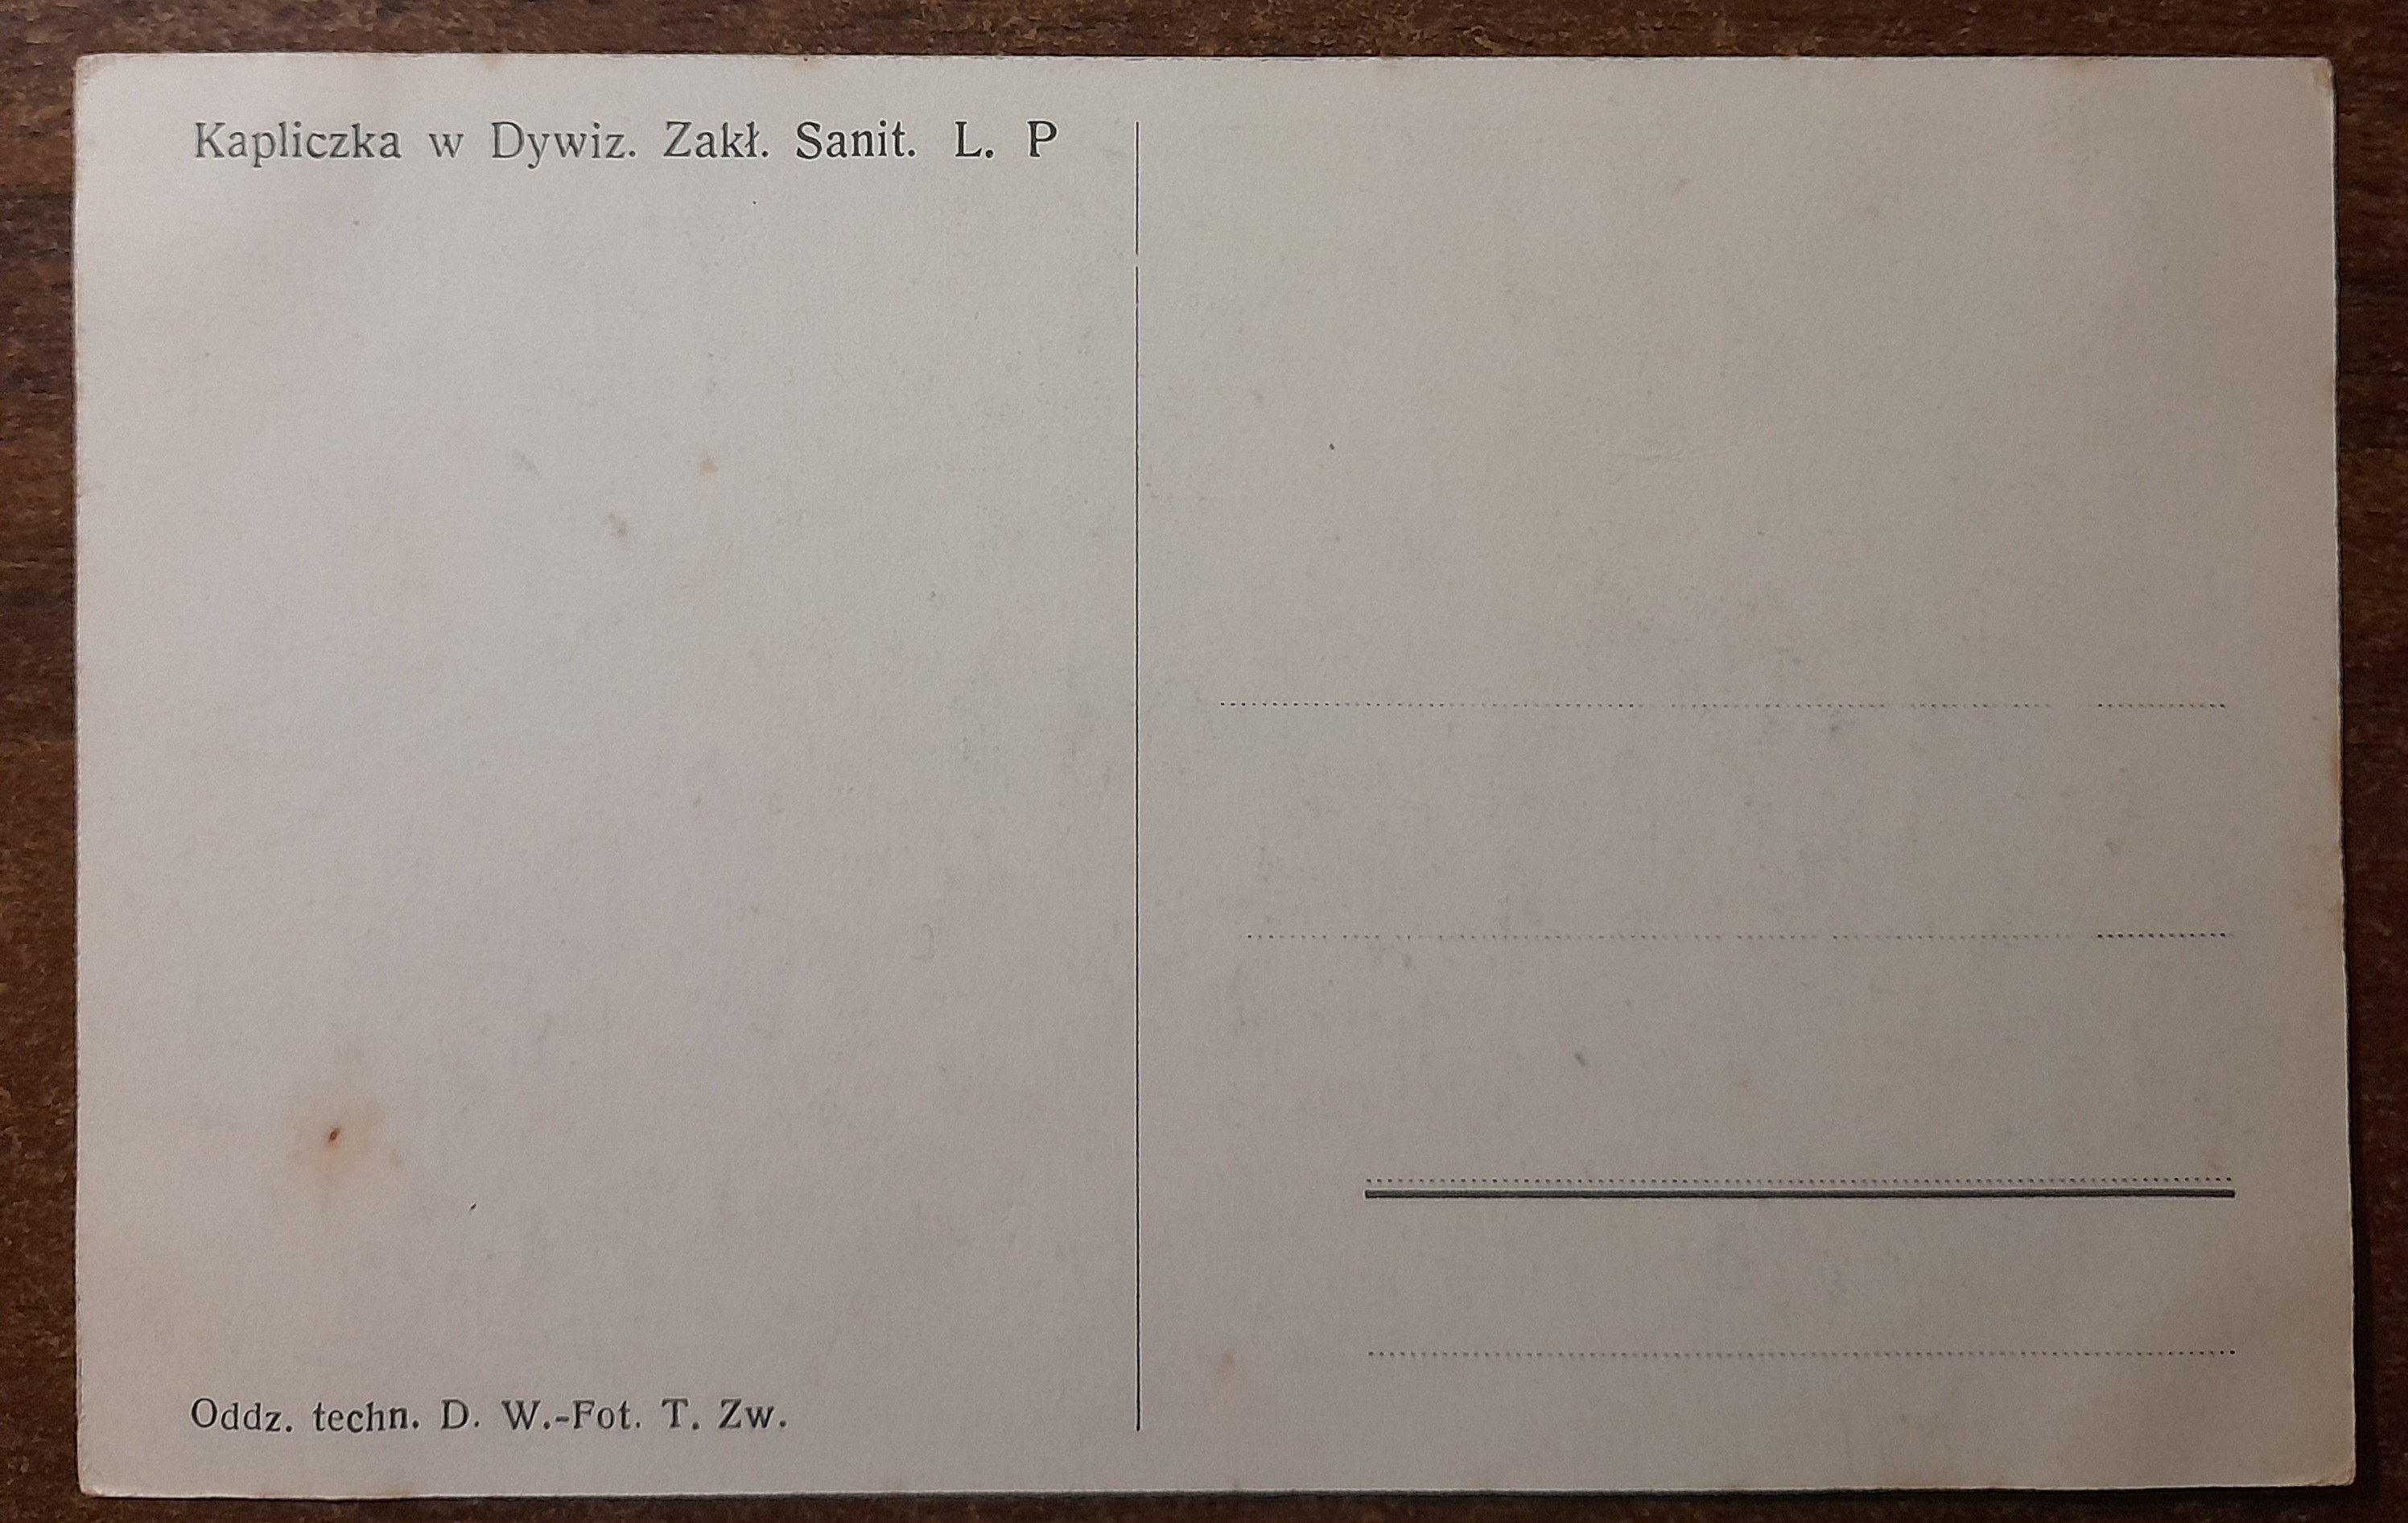 Kapliczka w Dywiz. Zakł. Sanit. L. P
Oddz. techn. D. W.-Fot. T. Zw.